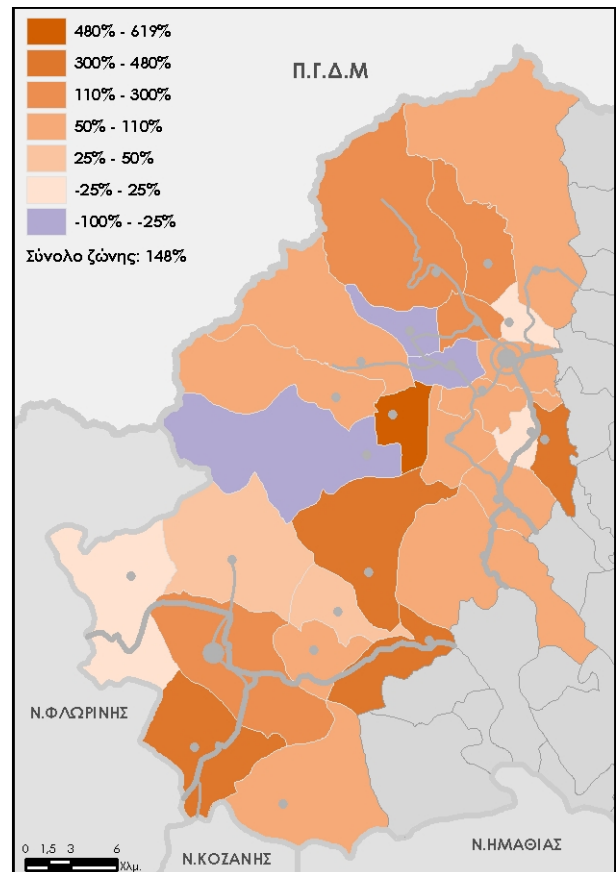 480% - 619%
300% - 480%
110% - 300%
50% - 110%
25% - 50%
-25% - 25%
-100% - -25%
Σύνολο ζώνης: 148%
Π.Γ.Δ.Μ
Ν.ΦΛΩΡΙΝΗΣ
Ν.ΚΟΖΑΝΗΣ
Ν.ΗΜΑΘΙΑΣ
0 1,5 3 6
Χλμ.